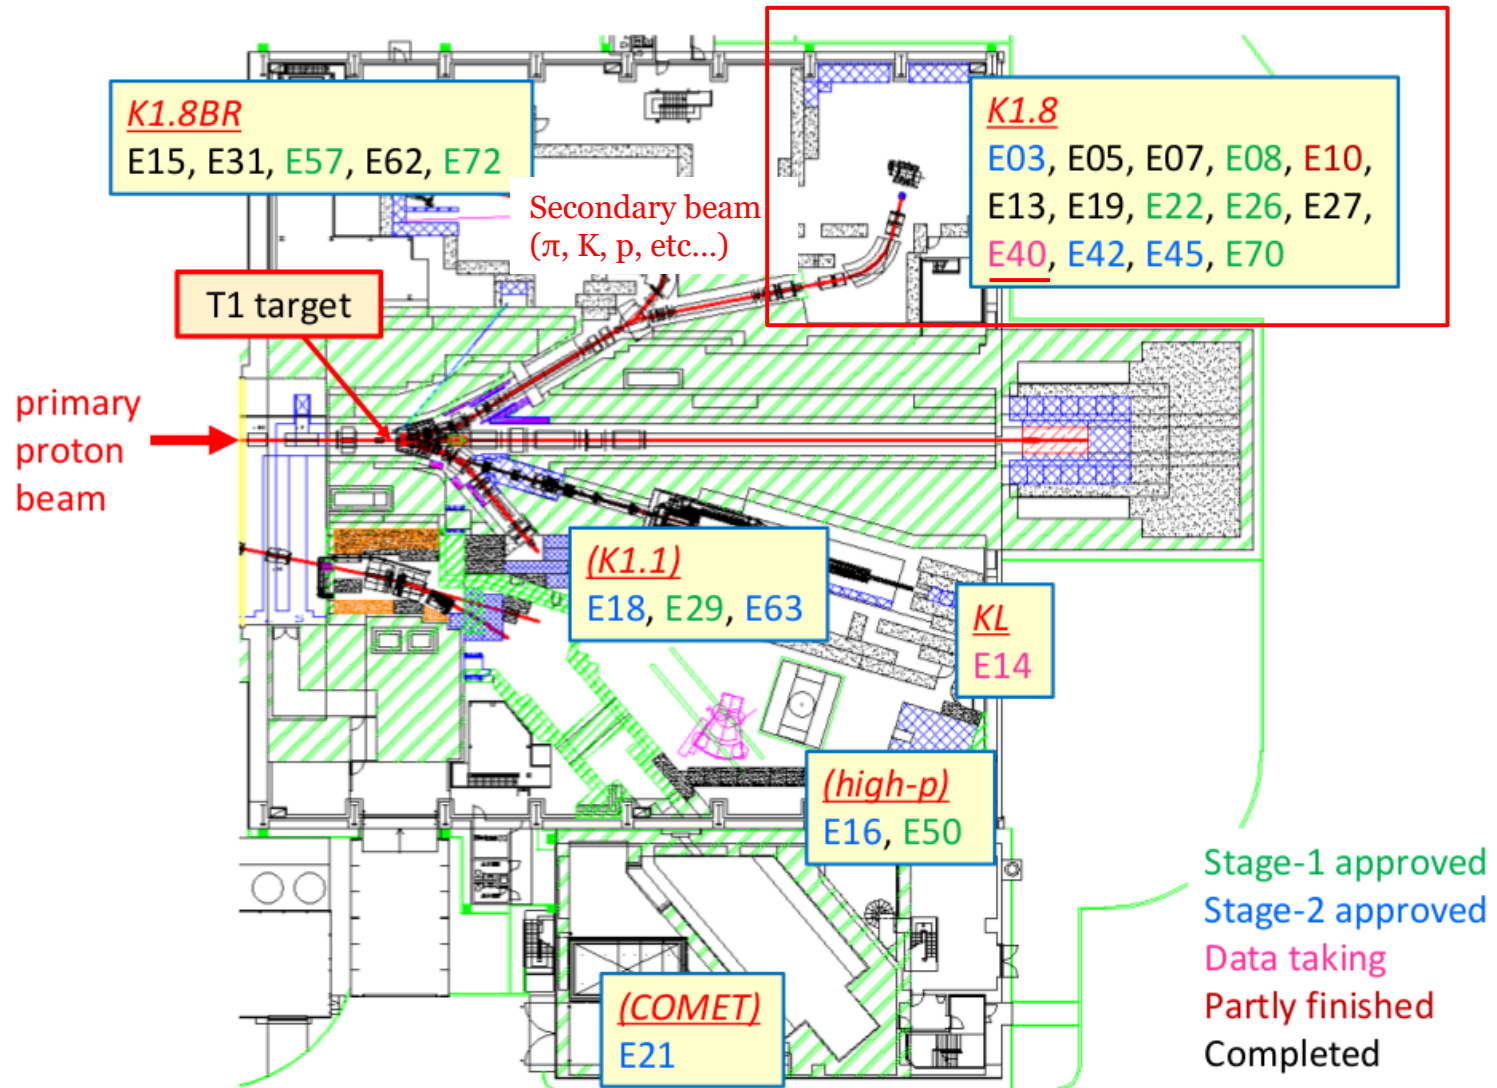 K1.8BR
E15, E31, E57, E62, E72
K1.8
E03, E05, E07, E08, E10,
E13, E19, E22, E26, E27,
E40, E42, E45, E70
Secondary beam
(π, K, p, etc...)
T1 target
primary
proton
beam
(K1.1)
E18, E29, E63
KL
E14
(high-p)
E16, E50
(COMET)
E21
Stage-1 approved
Stage-2 approved
Data taking
Partly finished
Completed